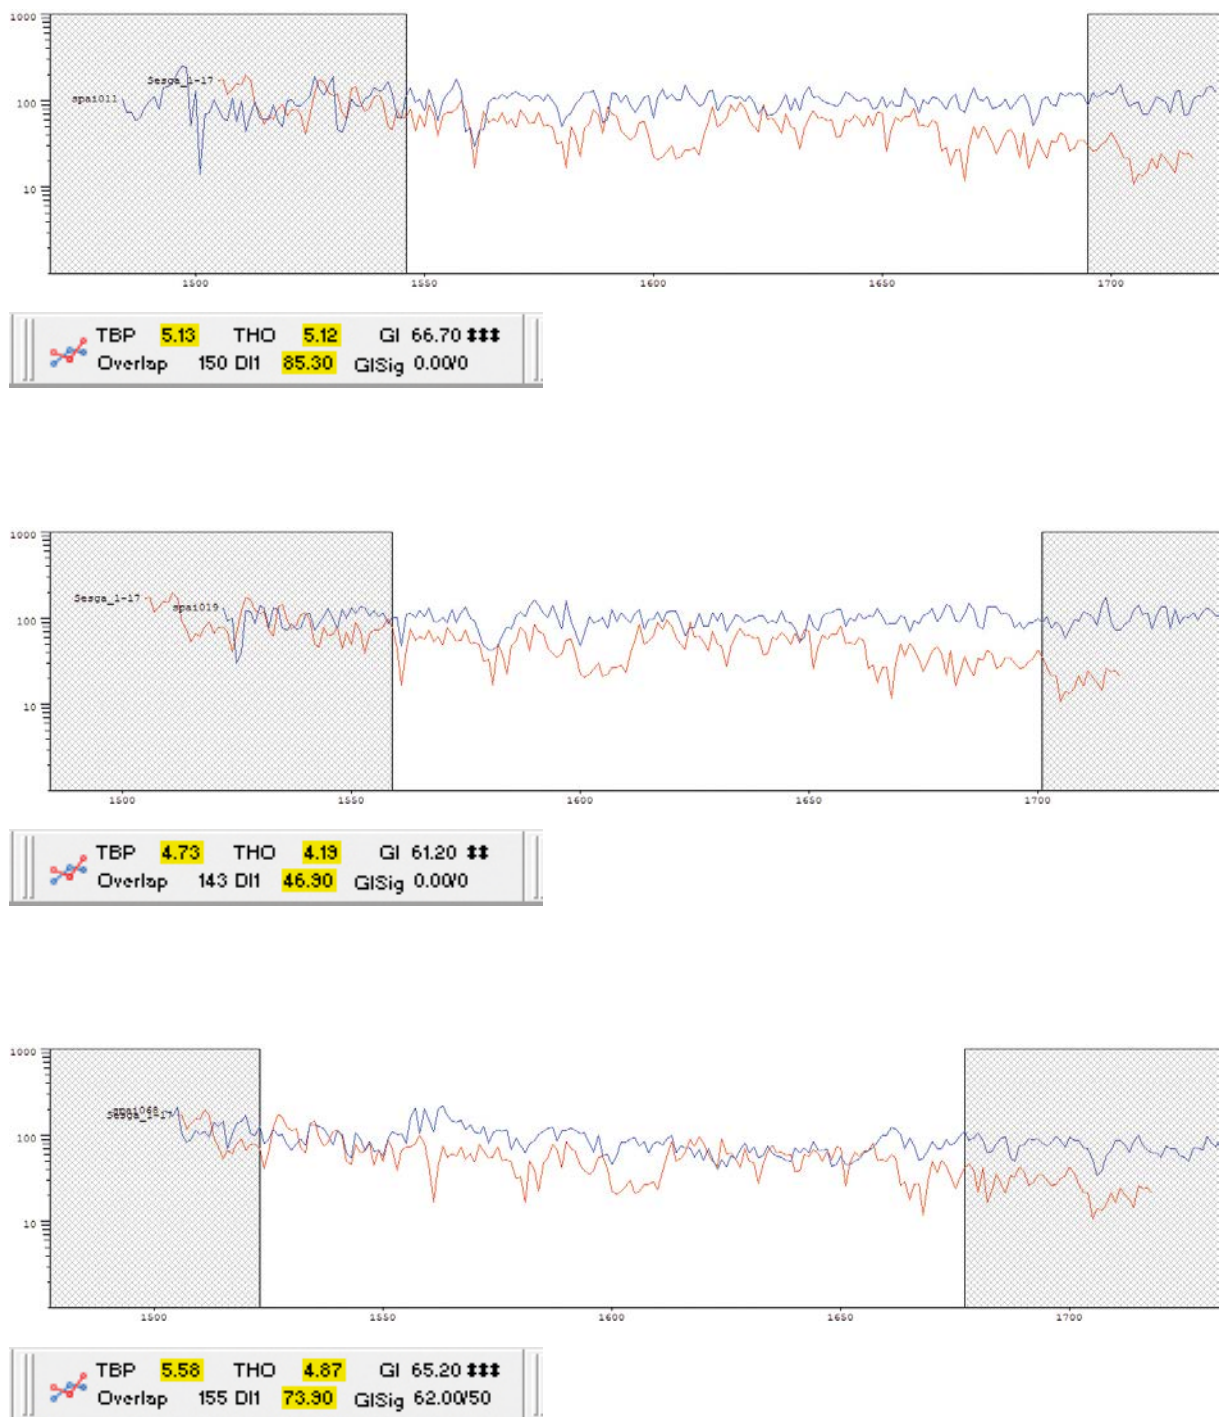 1000
Sesga_1-17
spai011
100
10
1500 1550 1600 1650 1700
TBP 5.13 THO 5.12 GI 66.70 ‡‡‡
Overlap 150 DI1 85.30 GISig 0.00/0
1000
Sesga_1-17
spai019
100
10
1500 1550 1600 1650 1700
TBP 4.73 THO 4.19 GI 61.20 ‡‡
Overlap 143 DI1 46.90 GISig 0.00/0
1000
spai068
Sesga_1-17
100
10
1500 1550 1600 1650 1700
TBP 5.58 THO 4.87 GI 65.20 ‡‡‡
Overlap 155 DI1 73.90 GISig 62.00/50